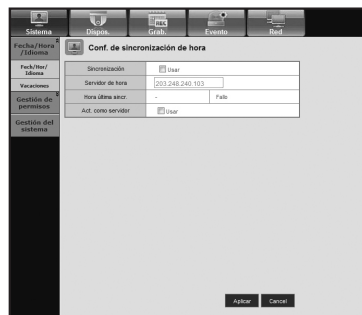 Sistema Dispos. Grab. Evento Red
REC
Fecha/Hora
/Idioma
Conf. de sincronización de hora
Fech/Hor/
Idioma
Vacaciones
Gestión de
permisos
Gestión del
sistema
Sincronización Usar
Servidor de hora 203.248.240.103
Hora última sincr. - Fallo
Act. como servidor Usar
Aplicar Cancel